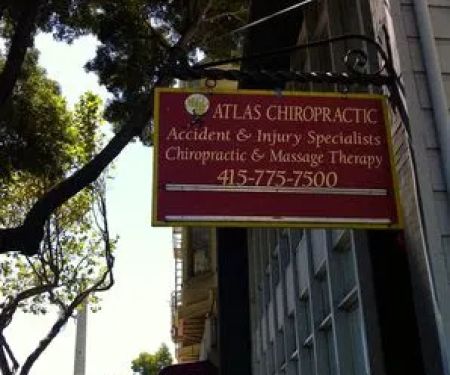 ATLAS CHIROPRACTIC
Accident & Injury Specialists
Chiropractic & Massage Therapy
415-775-7500